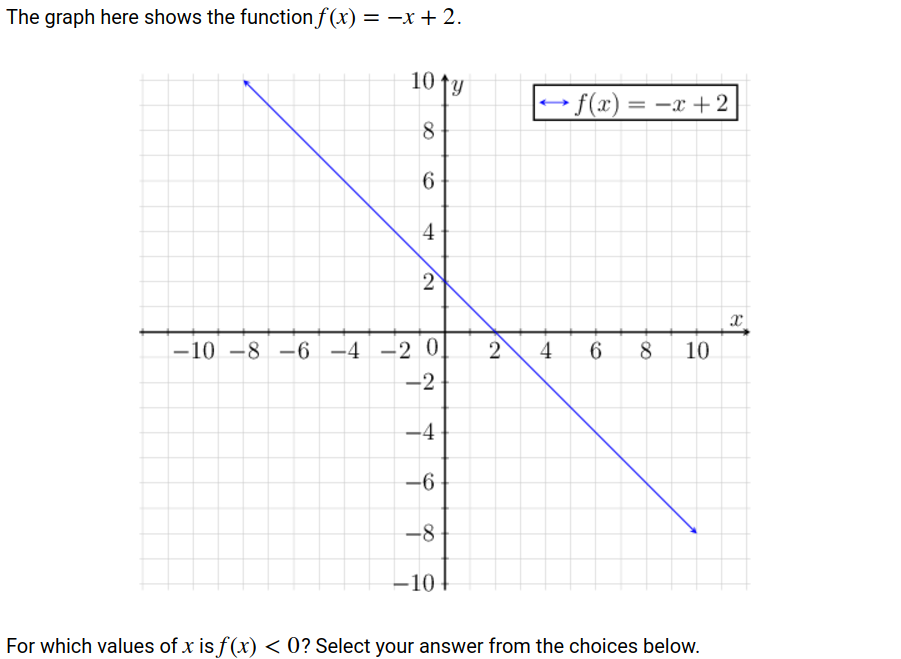 The graph here shows the function f(x) = −x + 2.
10 y
f(x) = −x + 2
8
6
4
2
x
−10 −8 −6 −4 −2 0 2 4 6 8 10
−2
−4
−6
−8
−10
For which values of x is f(x) < 0? Select your answer from the choices below.